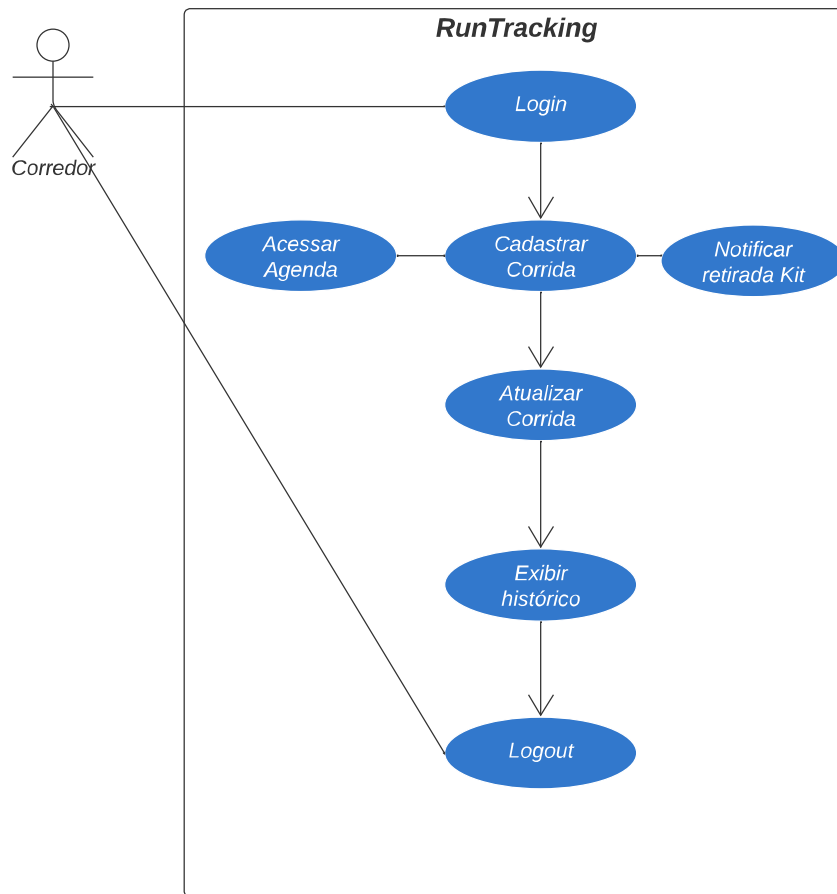 RunTracking
Login
Corredor
Acessar
Agenda
Cadastrar
Corrida
Notificar
retirada Kit
Atualizar
Corrida
Exibir
histórico
Logout